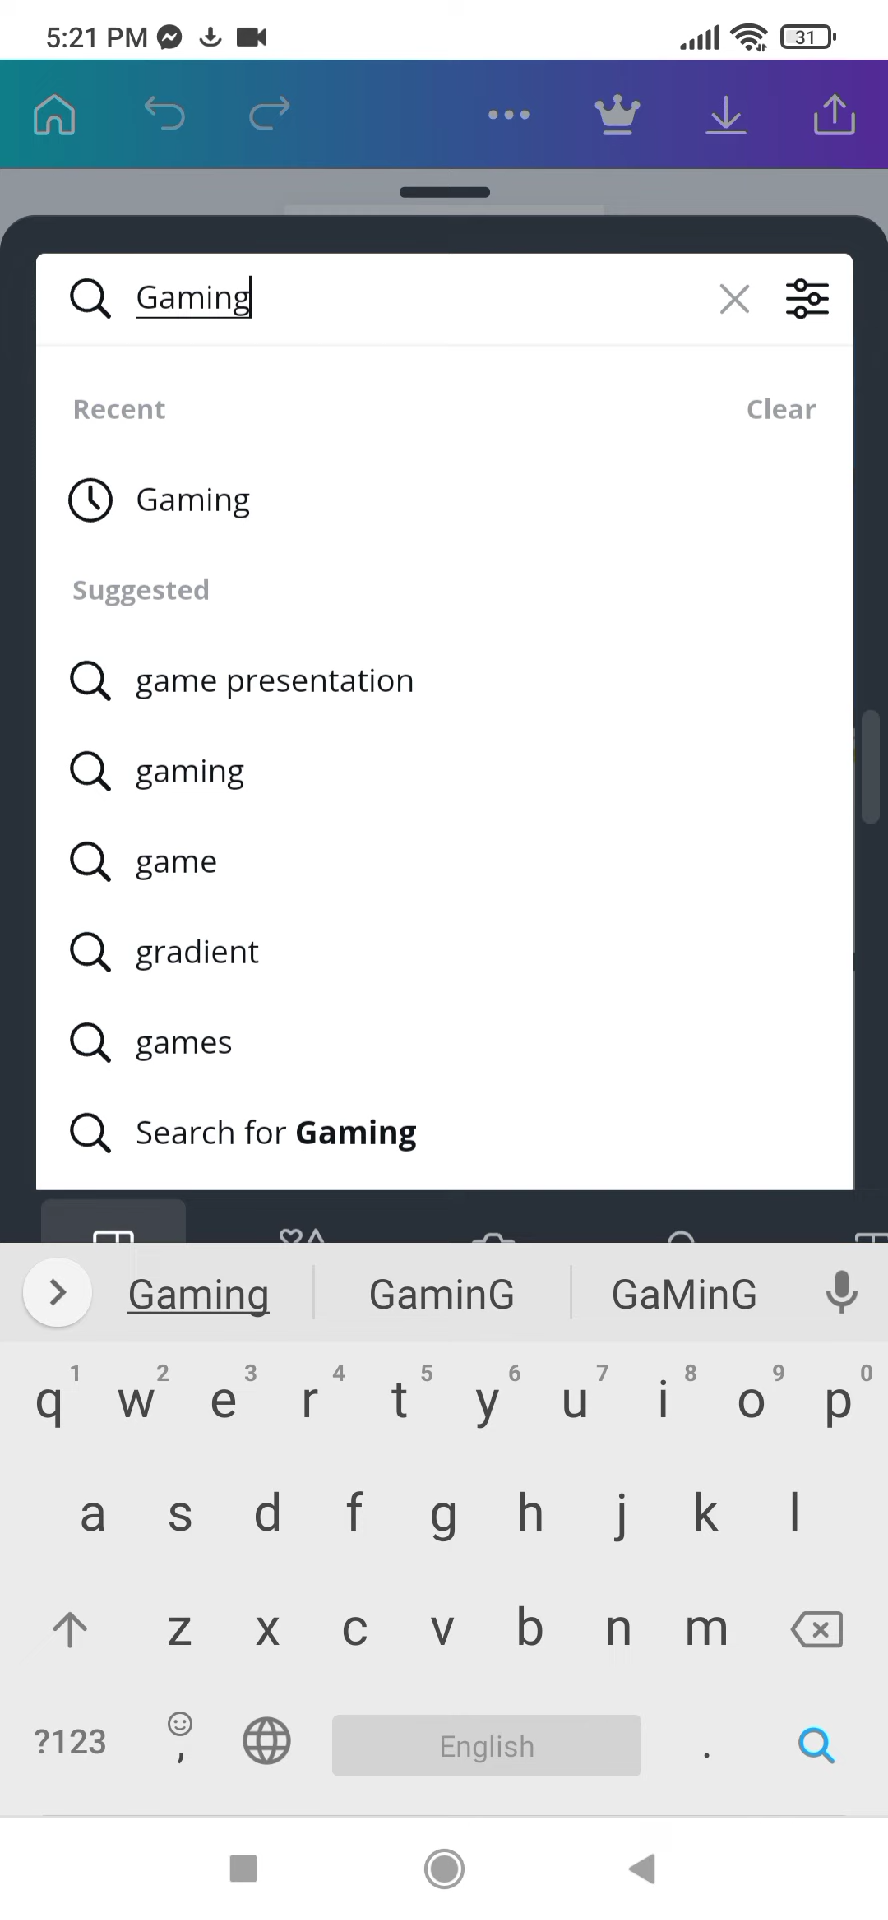 5:21 PM
31
Gaming
Recent
Clear
Gaming
Suggested
game presentation
gaming
game
gradient
games
Search for Gaming
Gaming GaminG GaMinG
1 2 3 4 5 6 7 8 9 0
q w e r t y u i o p
a s d f g h j k l
z x c v b n m
?123 , English .